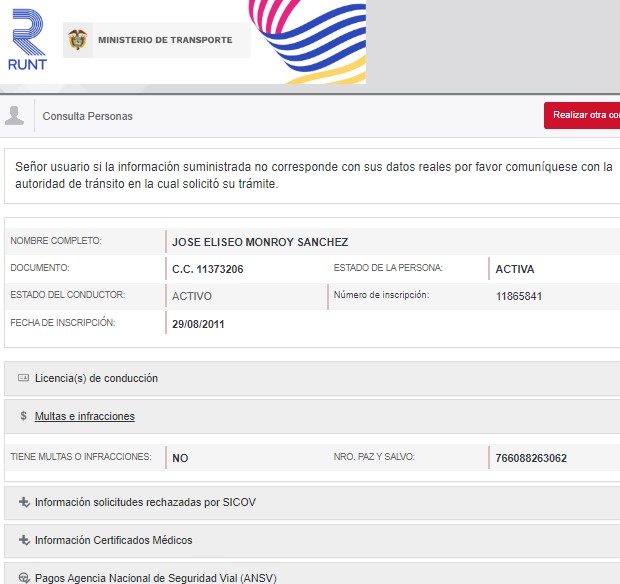 RUNT
MINISTERIO DE TRANSPORTE
Consulta Personas
Realizar otra co
Señor usuario si la información suministrada no corresponde con sus datos reales por favor comuníquese con la
autoridad de tránsito en la cual solicitó su trámite.
NOMBRE COMPLETO: JOSE ELISEO MONROY SANCHEZ
DOCUMENTO: C.C. 11373206 ESTADO DE LA PERSONA: ACTIVA
ESTADO DEL CONDUCTOR: ACTIVO Número de inscripción: 11865841
FECHA DE INSCRIPCIÓN: 29/08/2011
Licencia(s) de conducción
$ Multas e infracciones
TIENE MULTAS O INFRACCIONES: NO NRO. PAZ Y SALVO: 766088263062
Información solicitudes rechazadas por SICOV
Información Certificados Médicos
Pagos Agencia Nacional de Seguridad Vial (ANSV)